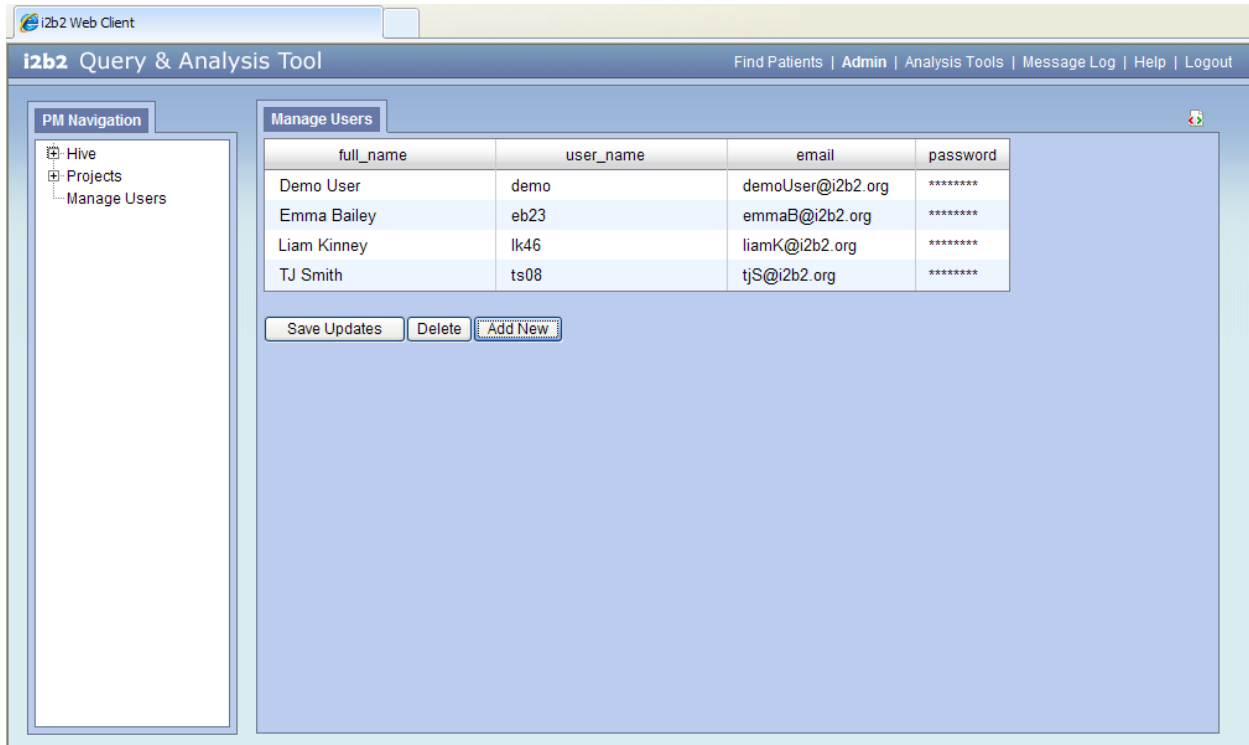 i2b2 Web Client
i2b2 Query & Analysis Tool
Find Patients | Admin | Analysis Tools | Message Log | Help | Logout
PM Navigation
Hive
Projects
Manage Users
Manage Users
full_name user_name email password
Demo User demo demoUser@i2b2.org ********
Emma Bailey eb23 emmaB@i2b2.org ********
Liam Kinney lk46 liamK@i2b2.org ********
TJ Smith ts08 tjS@i2b2.org ********
Save Updates Delete Add New